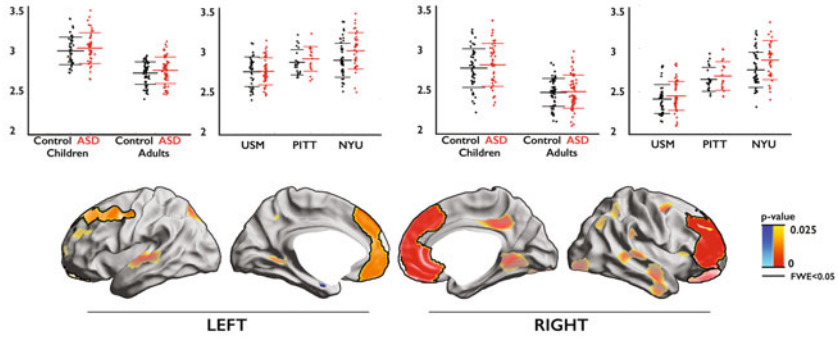 3.5
3
2.5
2
Control ASD Control ASD
Children Adults
3.5
3
2.5
2
USM PITT NYU
3.5
3
2.5
2
Control ASD Control ASD
Children Adults
3.5
3
2.5
2
USM PITT NYU
p-value
0.025
0
FWE<0.05
LEFT RIGHT